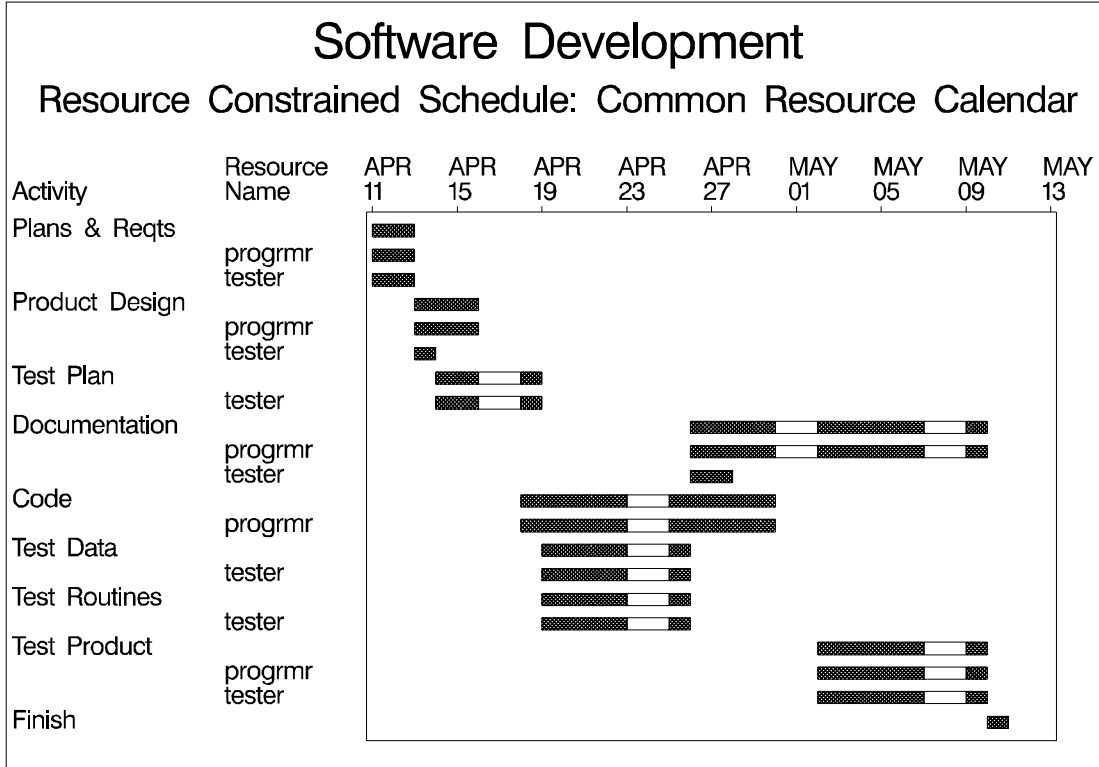 Software Development
Resource Constrained Schedule: Common Resource Calendar
Resource APR APR APR APR APR MAY MAY MAY MAY
Activity Name 11 15 19 23 27 01 05 09 13
Plans & Reqts
progrmr
tester
Product Design
progrmr
tester
Test Plan
tester
Documentation
progrmr
tester
Code
progrmr
Test Data
tester
Test Routines
tester
Test Product
progrmr
tester
Finish